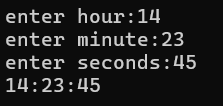 enter hour:14
enter minute:23
enter seconds:45
14:23:45